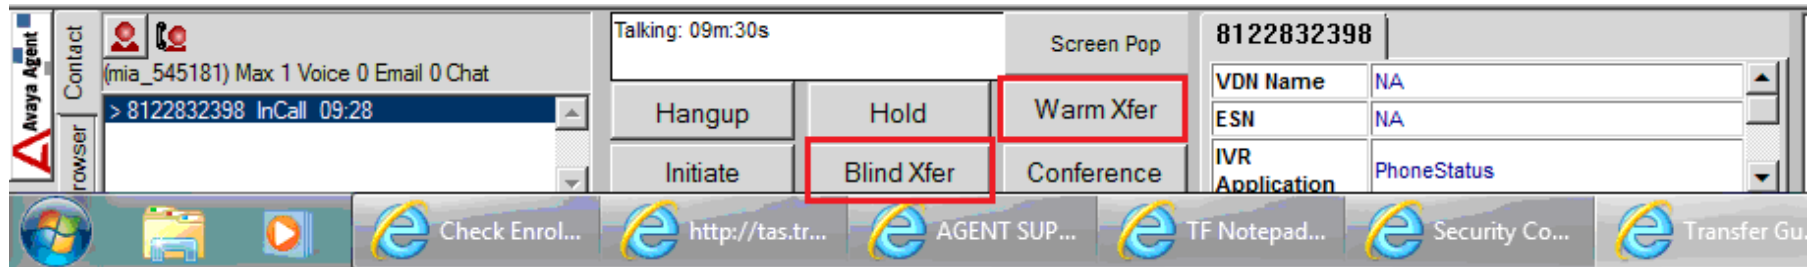 Avaya Agent
Contact
rowser
(mia_545181) Max 1 Voice 0 Email 0 Chat
> 8122832398 InCall 09:28
Talking: 09m:30s
Screen Pop
Hangup
Hold
Warm Xfer
Initiate
Blind Xfer
Conference
8122832398
VDN Name NA
ESN NA
IVR
Application PhoneStatus
Check Enrol...
http://tas.tr...
AGENT SUP...
TF Notepad...
Security Co...
Transfer Gu.